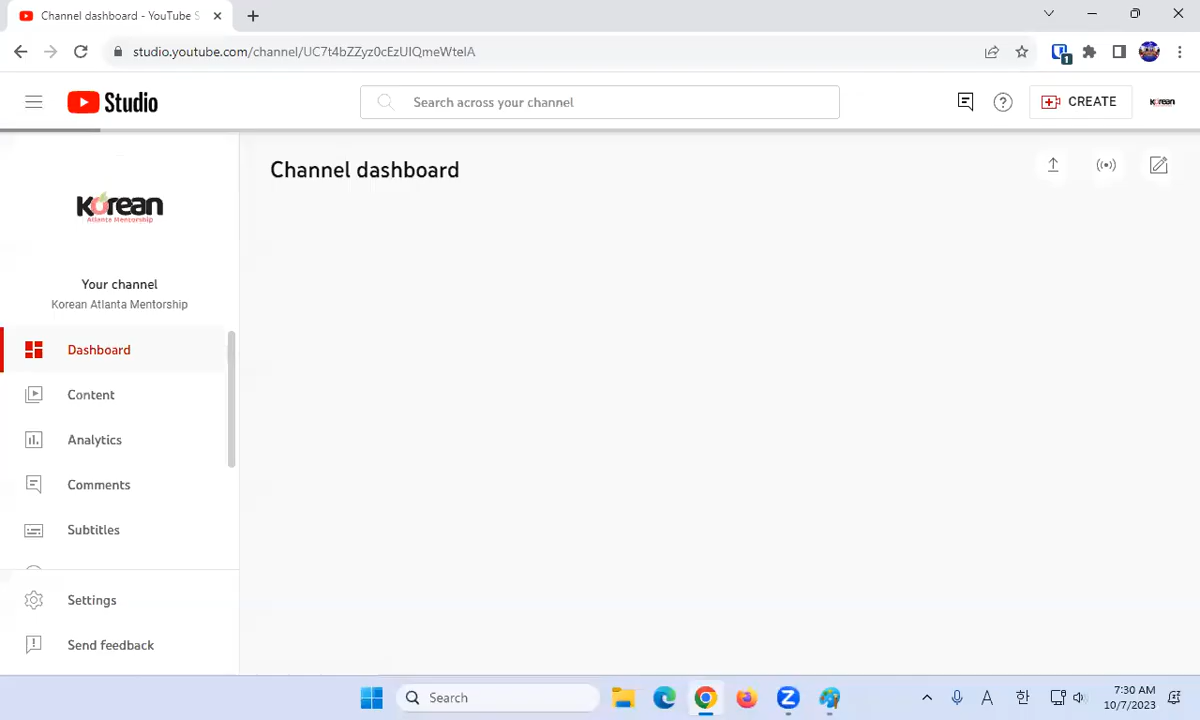 Channel dashboard - YouTube S
studio.youtube.com/channel/UC7t4bZZyz0cEzUIQmeWtelA
Studio
Search across your channel
CREATE
Korean
Korean
Atlanta Mentorship
Channel dashboard
Your channel
Korean Atlanta Mentorship
Dashboard
Content
Analytics
Comments
Subtitles
Settings
Send feedback
1
Search
A
한
7:30 AM
10/7/2023